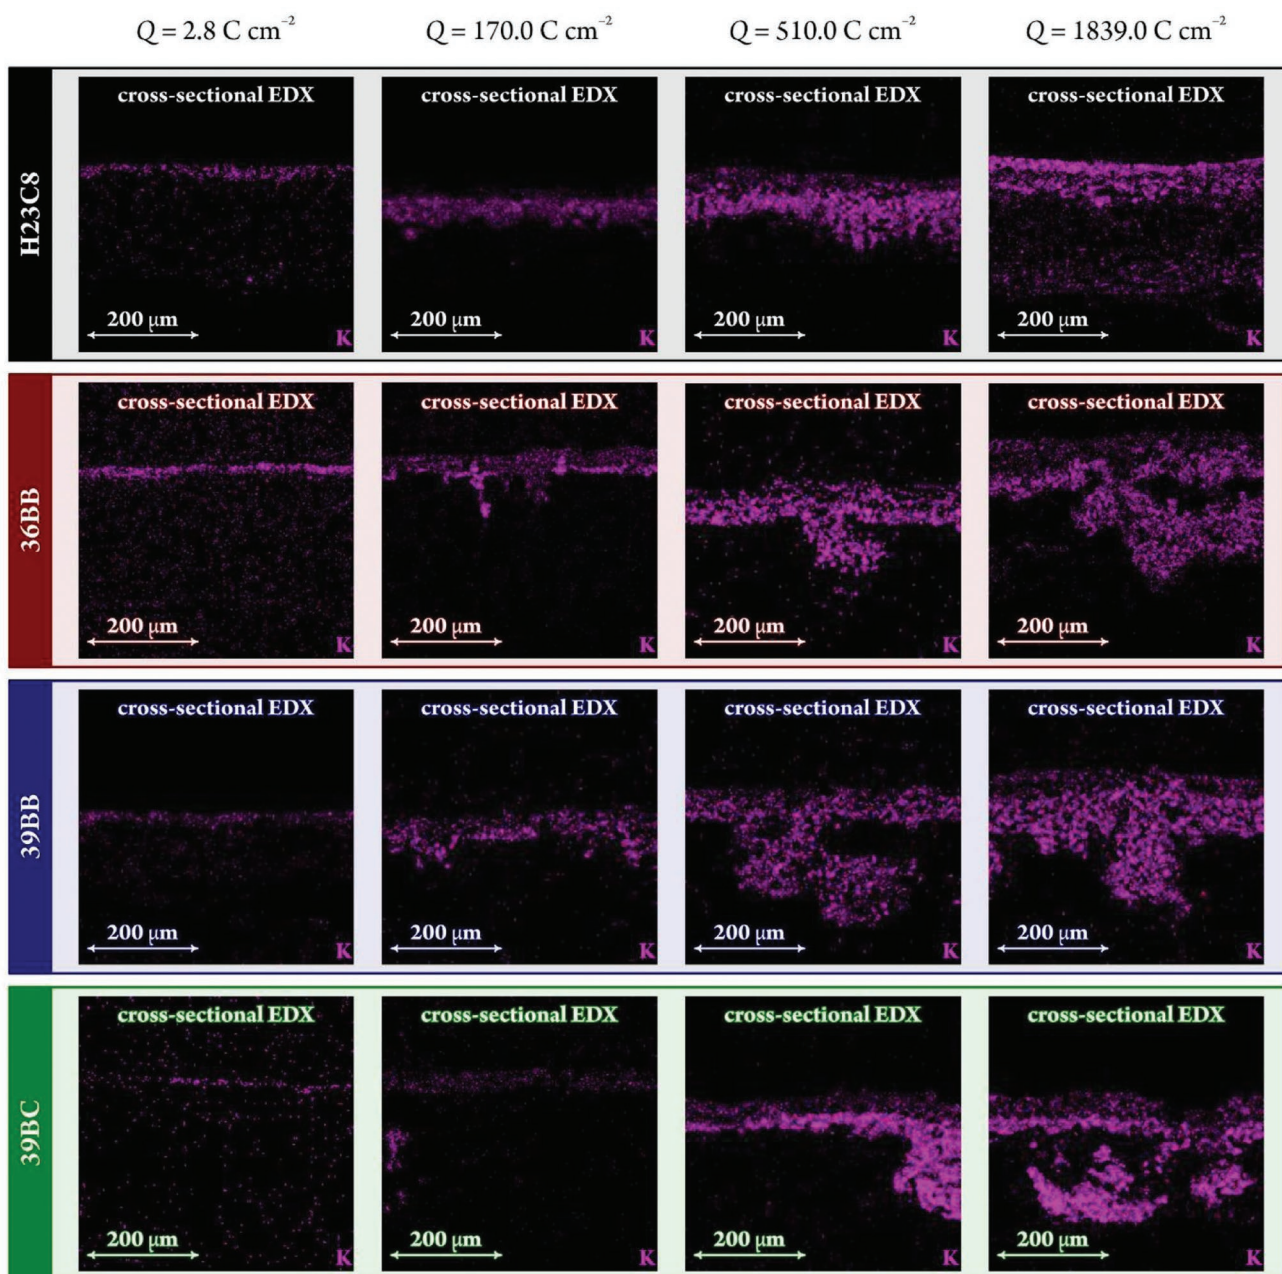 Q = 2.8 C cm⁻² Q = 170.0 C cm⁻² Q = 510.0 C cm⁻² Q = 1839.0 C cm⁻²
H23C8
cross-sectional EDX cross-sectional EDX cross-sectional EDX cross-sectional EDX
200 µm 200 µm 200 µm 200 µm
K K K K
36BB
cross-sectional EDX cross-sectional EDX cross-sectional EDX cross-sectional EDX
200 µm 200 µm 200 µm 200 µm
K K K K
39BB
cross-sectional EDX cross-sectional EDX cross-sectional EDX cross-sectional EDX
200 µm 200 µm 200 µm 200 µm
K K K K
39BC
cross-sectional EDX cross-sectional EDX cross-sectional EDX cross-sectional EDX
200 µm 200 µm 200 µm 200 µm
K K K K